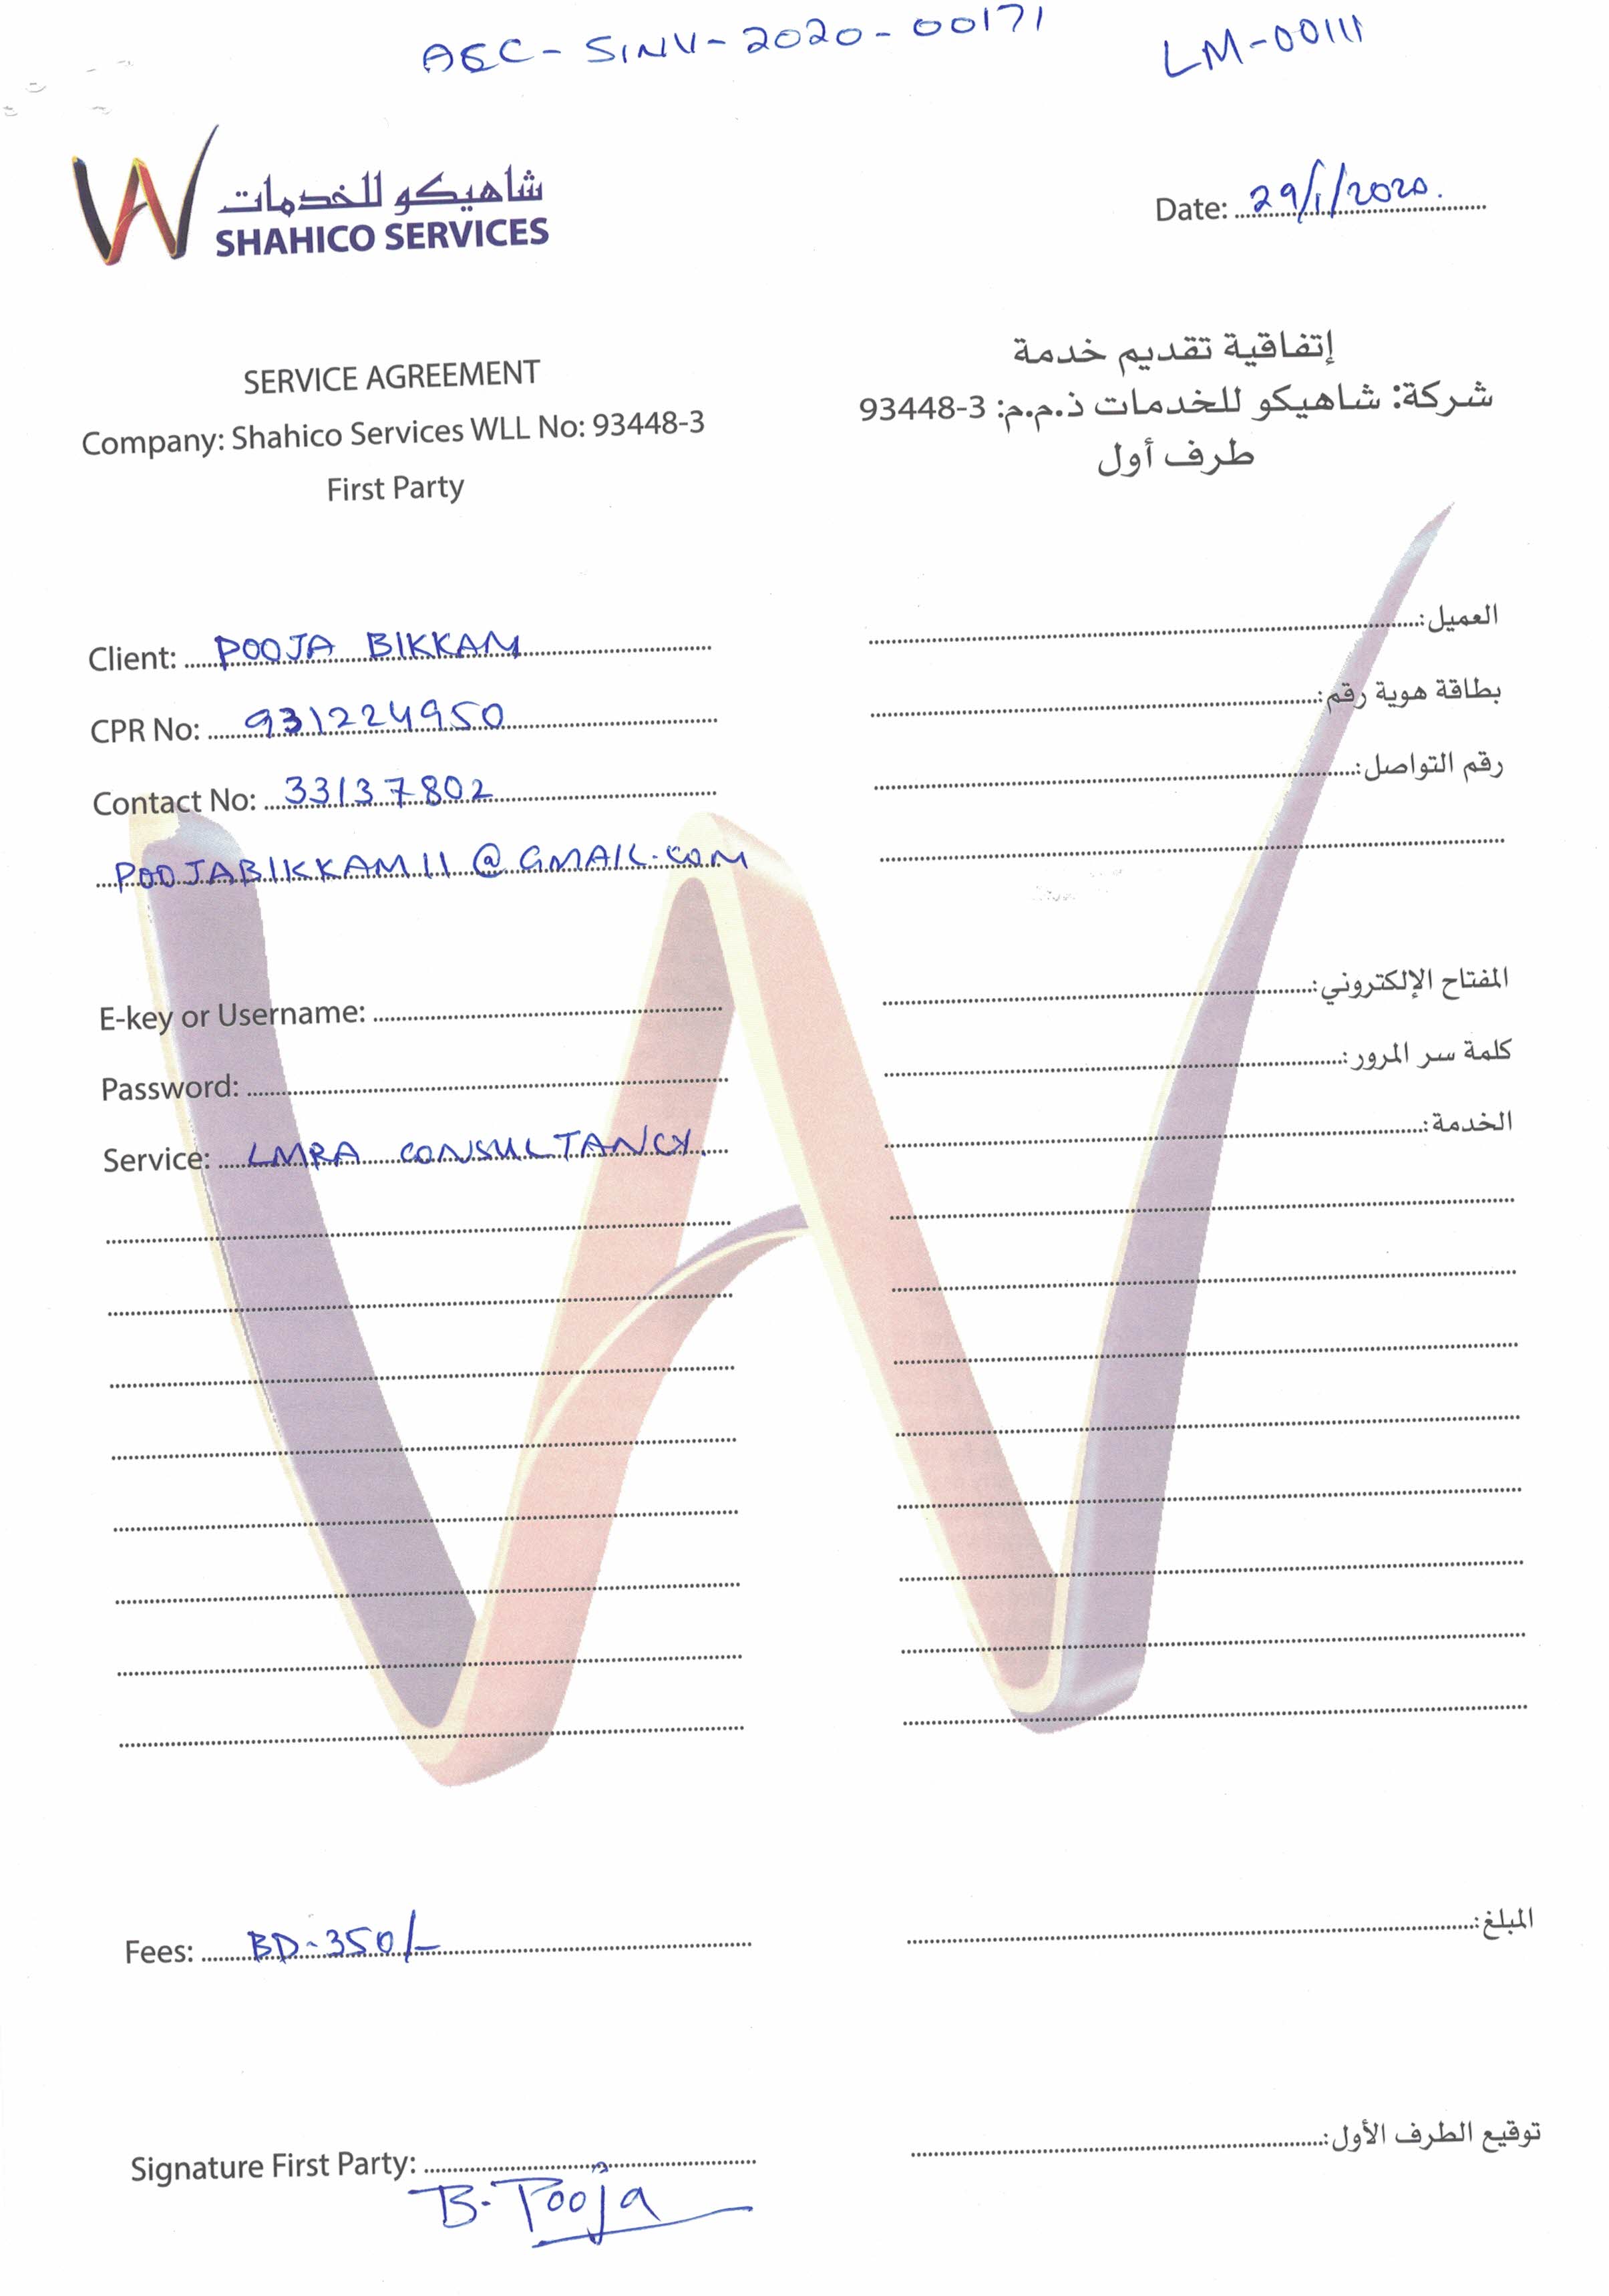 AEC-SINV-2020-00171
LM-00111
شاهيكو للخدمات
SHAHICO SERVICES
Date: 29/1/2020.
SERVICE AGREEMENT
Company: Shahico Services WLL No: 93448-3
First Party
إتفاقية تقديم خدمة
شركة: شاهيكو للخدمات ذ.م.م: 3-93448
طرف أول
Client: POOJA BIKKAM
CPR No: 931224950
Contact No: 33137802
POOJABIKKAM11@GMAIL.COM
العميل:
بطاقة هوية رقم:
رقم التواصل:
E-key or Username:
Password:
Service: LMRA CONSULTANCY.
المفتاح الإلكتروني:
كلمة سر المرور:
الخدمة:
Fees: BD-350/-
المبلغ:
Signature First Party:
B. Pooja
توقيع الطرف الأول: